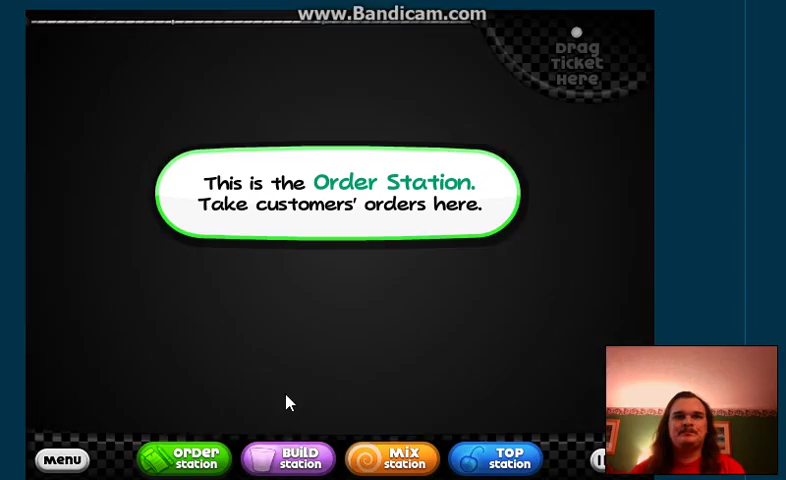 www.Bandicam.com
Drag
Ticket
Here
This is the Order Station.
Take customers' orders here.
menu
ORDER
station
BUILD
station
MIX
station
TOP
station